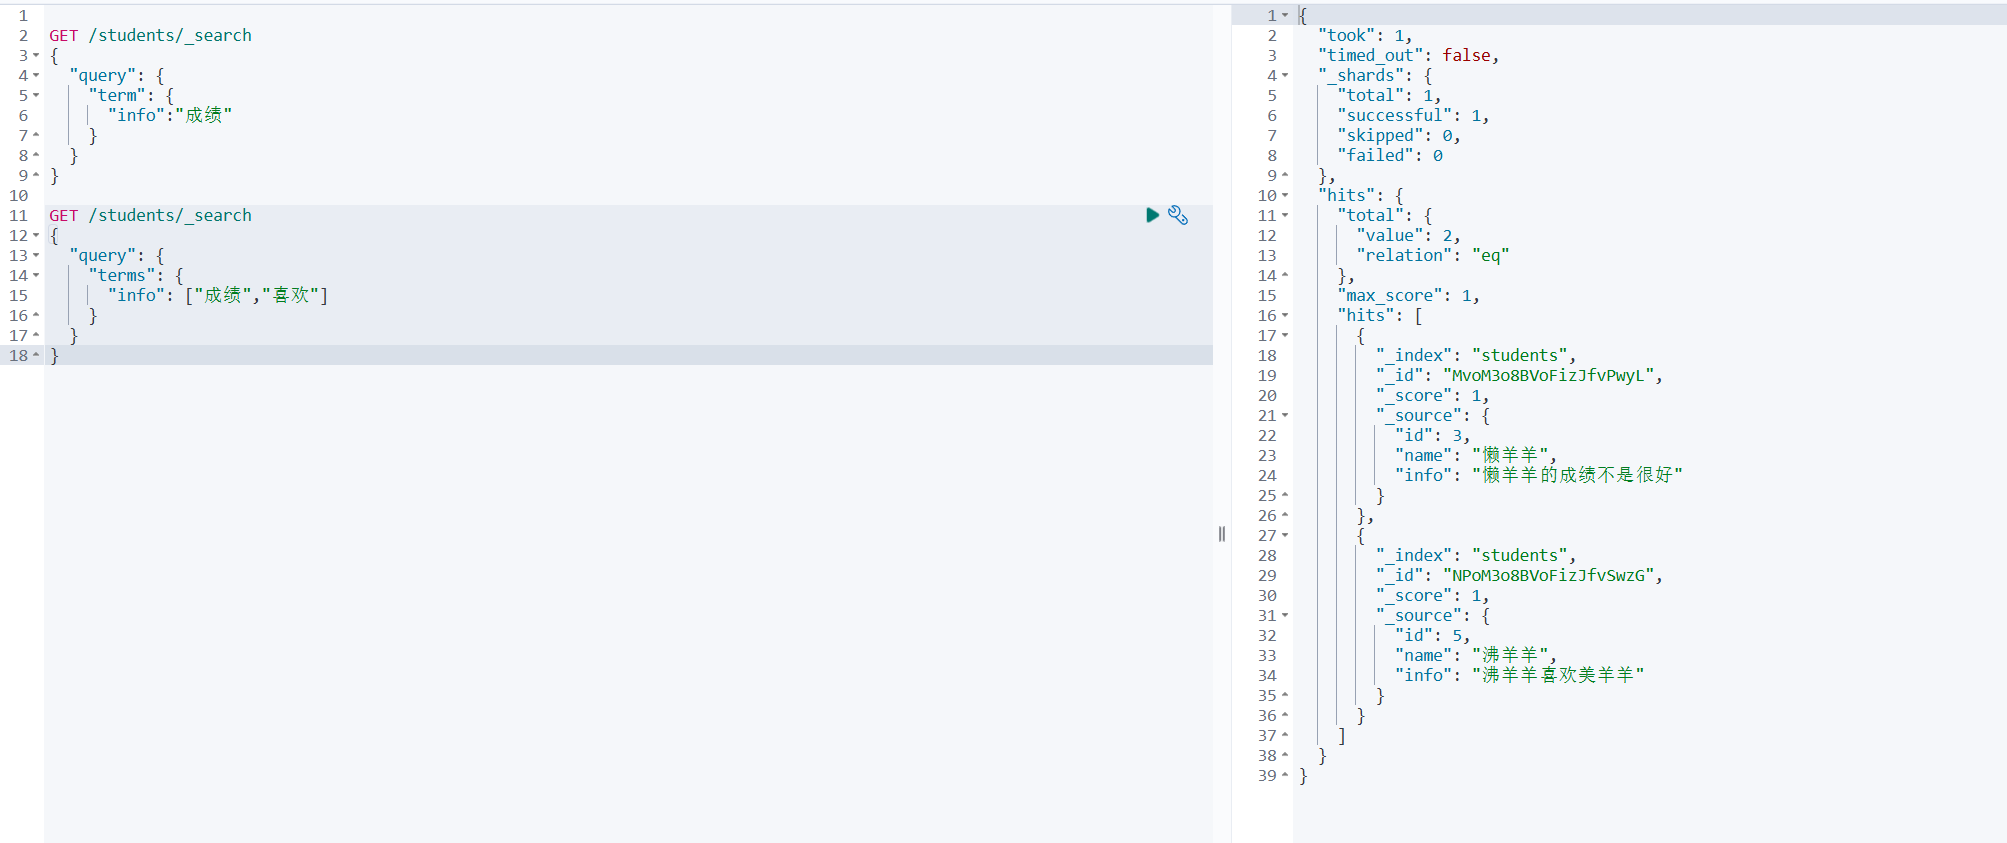 1
2 GET /students/_search
3 {
4 "query": {
5 "term": {
6 "info":"成绩"
7 }
8 }
9 }
10
11 GET /students/_search
12 {
13 "query": {
14 "terms": {
15 "info": ["成绩","喜欢"]
16 }
17 }
18 }
1 {
2 "took": 1,
3 "timed_out": false,
4 "_shards": {
5 "total": 1,
6 "successful": 1,
7 "skipped": 0,
8 "failed": 0
9 },
10 "hits": {
11 "total": {
12 "value": 2,
13 "relation": "eq"
14 },
15 "max_score": 1,
16 "hits": [
17 {
18 "_index": "students",
19 "_id": "MvoM3o8BVoFizJfvPwyL",
20 "_score": 1,
21 "_source": {
22 "id": 3,
23 "name": "懒羊羊",
24 "info": "懒羊羊的成绩不是很好"
25 }
26 },
27 {
28 "_index": "students",
29 "_id": "NPoM3o8BVoFizJfvSwzG",
30 "_score": 1,
31 "_source": {
32 "id": 5,
33 "name": "沸羊羊",
34 "info": "沸羊羊喜欢美羊羊"
35 }
36 }
37 ]
38 }
39 }